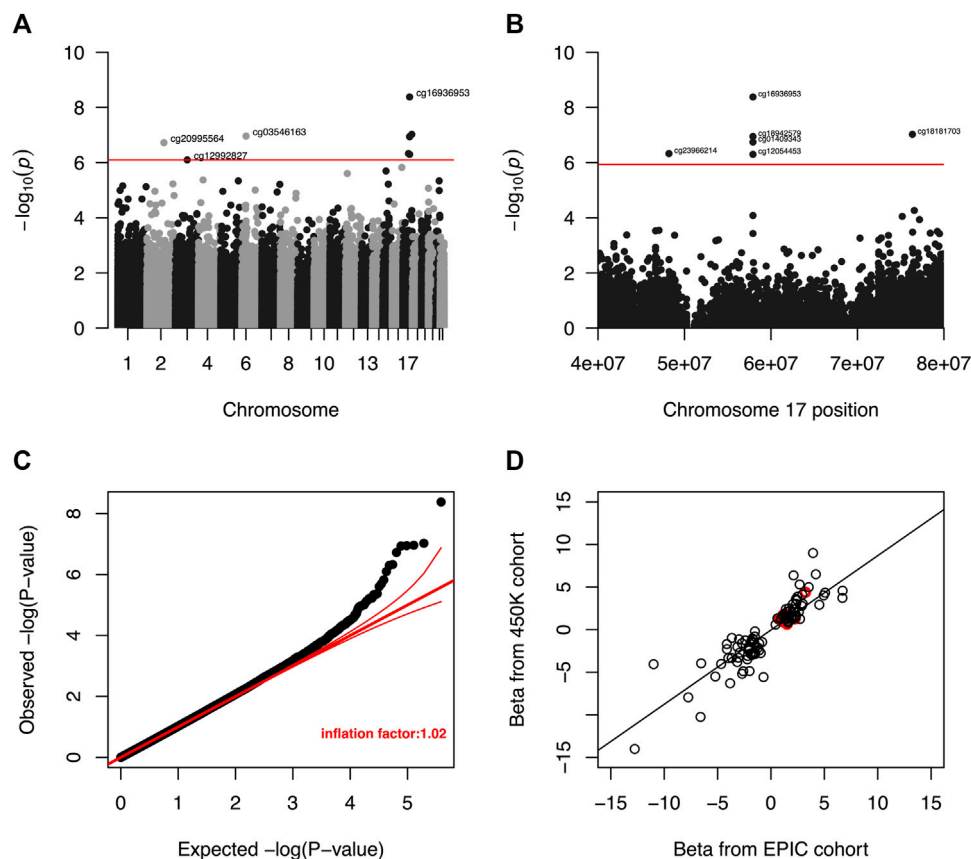 A
10
8
6
4
2
0
−log10(p)
cg16936953
cg20995564
cg03546163
cg12992827
1 2 4 6 8 10 13 17
Chromosome
B
10
8
6
4
2
0
−log10(p)
cg16936953
cg18942579
cg01409343
cg12054453
cg23966214
cg18181703
4e+07 5e+07 6e+07 7e+07 8e+07
Chromosome 17 position
C
8
6
4
2
0
Observed −log(P−value)
inflation factor:1.02
0 1 2 3 4 5
Expected −log(P−value)
D
15
10
5
0
−5
−15
Beta from 450K cohort
−15 −10 −5 0 5 10 15
Beta from EPIC cohort